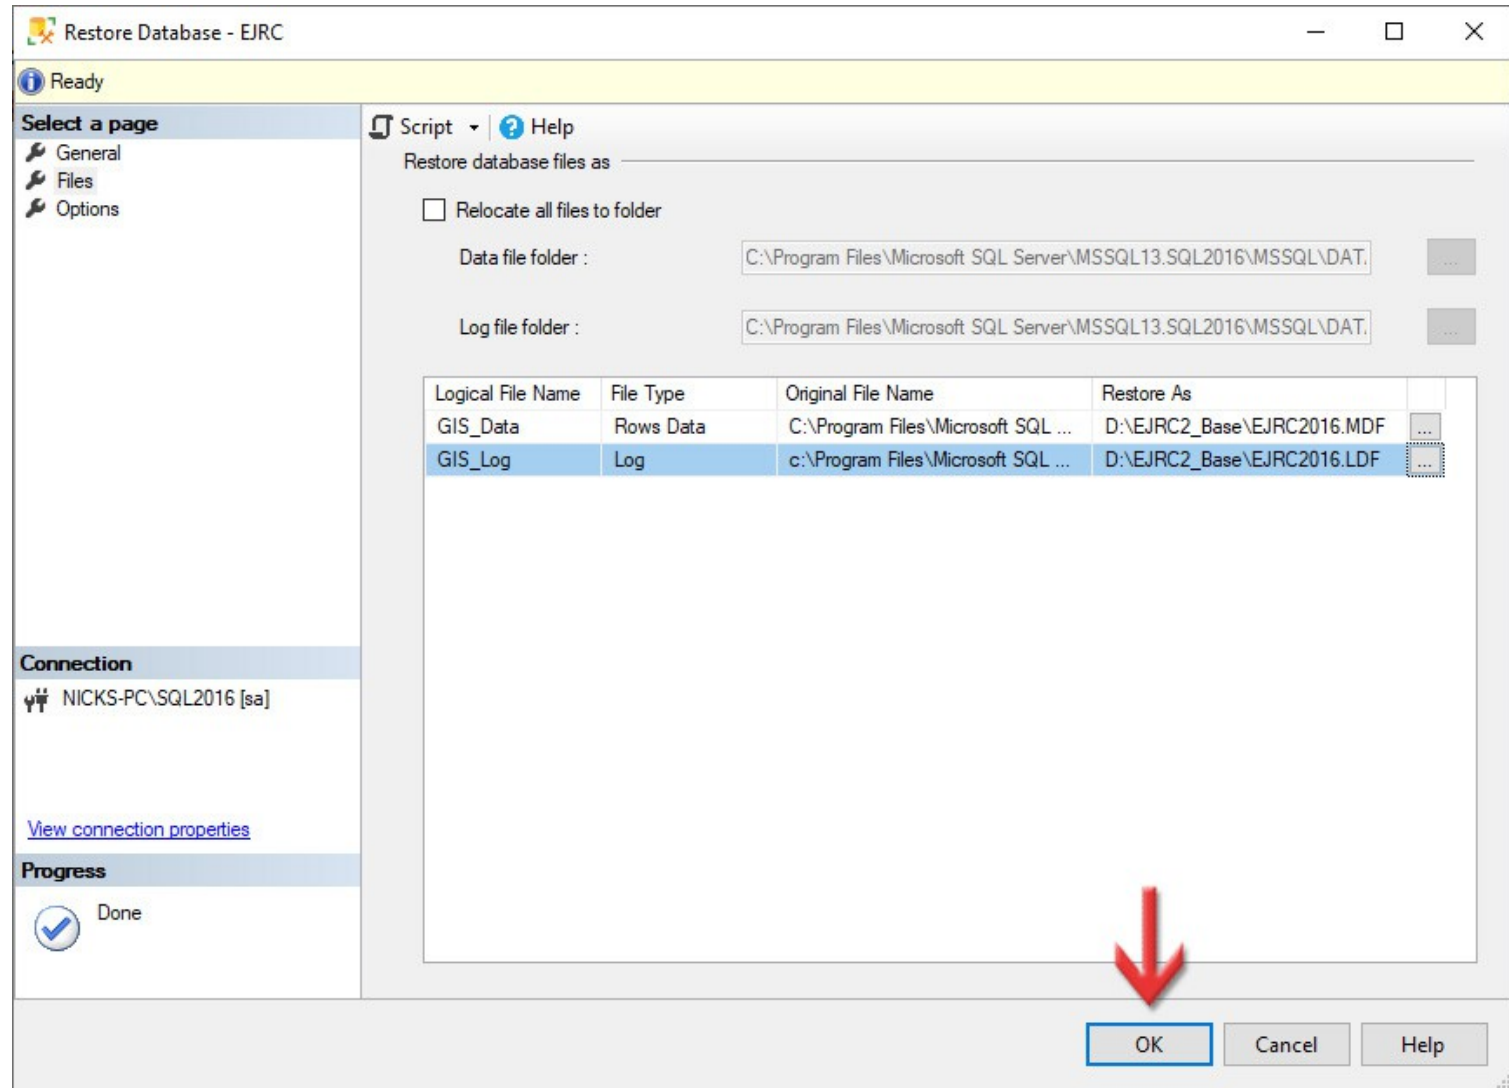 Restore Database - EJRC
Ready
Select a page
General
Files
Options
Connection
NICKS-PC\SQL2016 [sa]
View connection properties
Progress
Done
Script Help
Restore database files as
Relocate all files to folder
Data file folder : C:\Program Files\Microsoft SQL Server\MSSQL13.SQL2016\MSSQL\DAT. ...
Log file folder : C:\Program Files\Microsoft SQL Server\MSSQL13.SQL2016\MSSQL\DAT. ...
Logical File Name File Type Original File Name Restore As
GIS_Data Rows Data C:\Program Files\Microsoft SQL ... D:\EJRC2_Base\EJRC2016.MDF ...
GIS_Log Log c:\Program Files\Microsoft SQL ... D:\EJRC2_Base\EJRC2016.LDF ...
OK Cancel Help